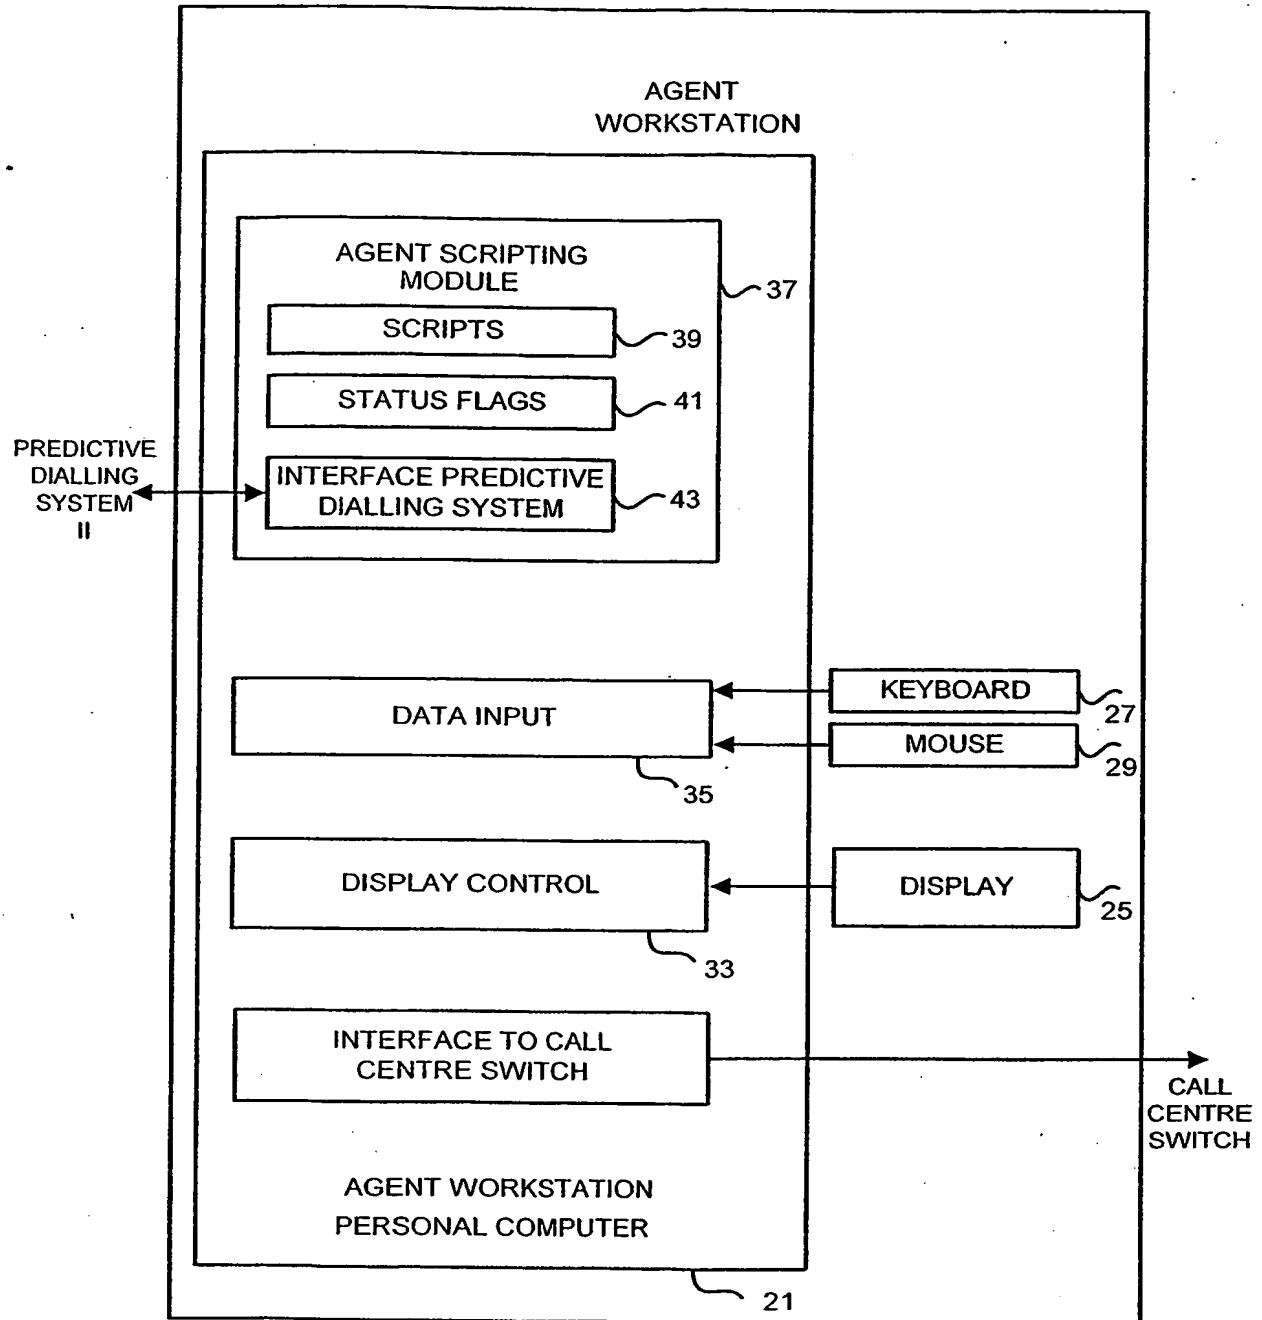 AGENT
WORKSTATION
AGENT SCRIPTING
MODULE
37
SCRIPTS
39
STATUS FLAGS
41
PREDICTIVE
DIALLING
SYSTEM
II
INTERFACE PREDICTIVE
DIALLING SYSTEM
43
DATA INPUT
35
KEYBOARD
27
MOUSE
29
DISPLAY CONTROL
33
DISPLAY
25
INTERFACE TO CALL
CENTRE SWITCH
CALL
CENTRE
SWITCH
AGENT WORKSTATION
PERSONAL COMPUTER
21